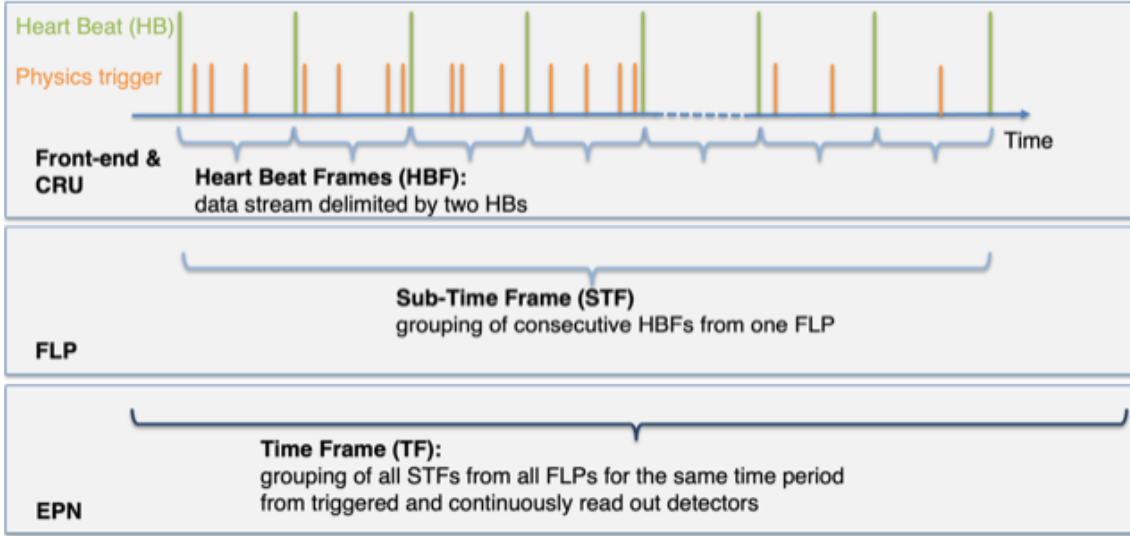 Heart Beat (HB)
Physics trigger
Time
Front-end &
CRU
Heart Beat Frames (HBF):
data stream delimited by two HBs
Sub-Time Frame (STF)
grouping of consecutive HBFs from one FLP
FLP
Time Frame (TF):
grouping of all STFs from all FLPs for the same time period
from triggered and continuously read out detectors
EPN